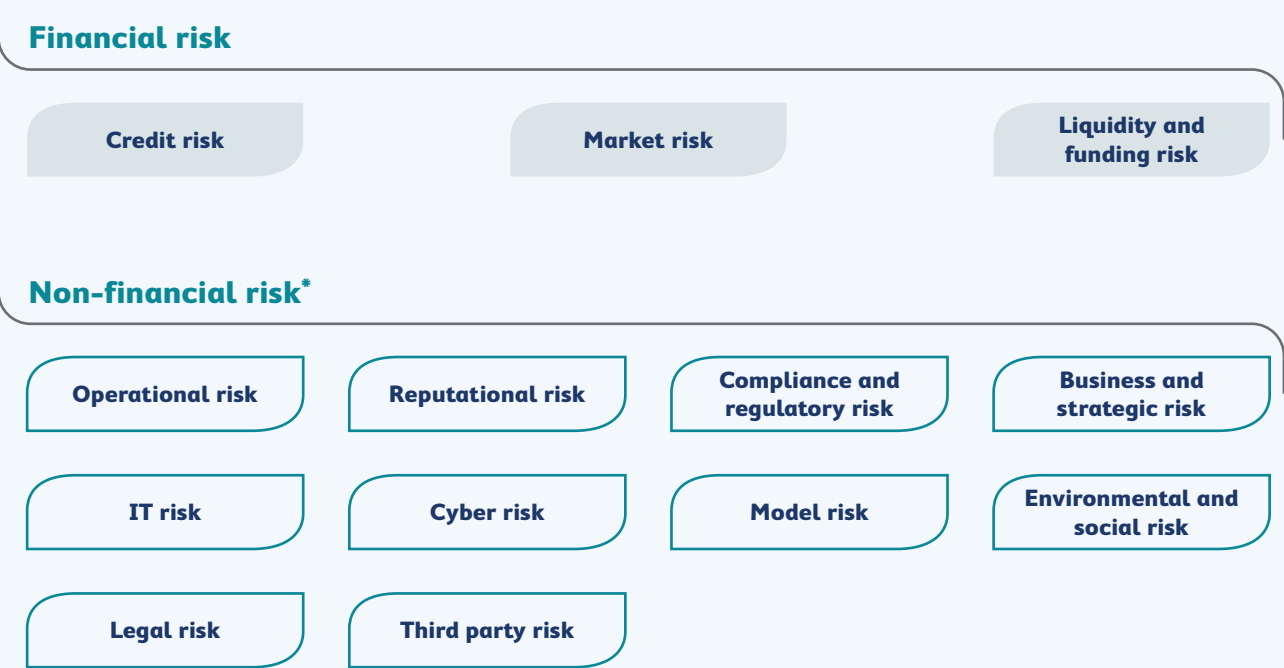 Financial risk
Credit risk
Market risk
Liquidity and
funding risk
Non-financial risk*
Operational risk
Reputational risk
Compliance and
regulatory risk
Business and
strategic risk
IT risk
Cyber risk
Model risk
Environmental and
social risk
Legal risk
Third party risk